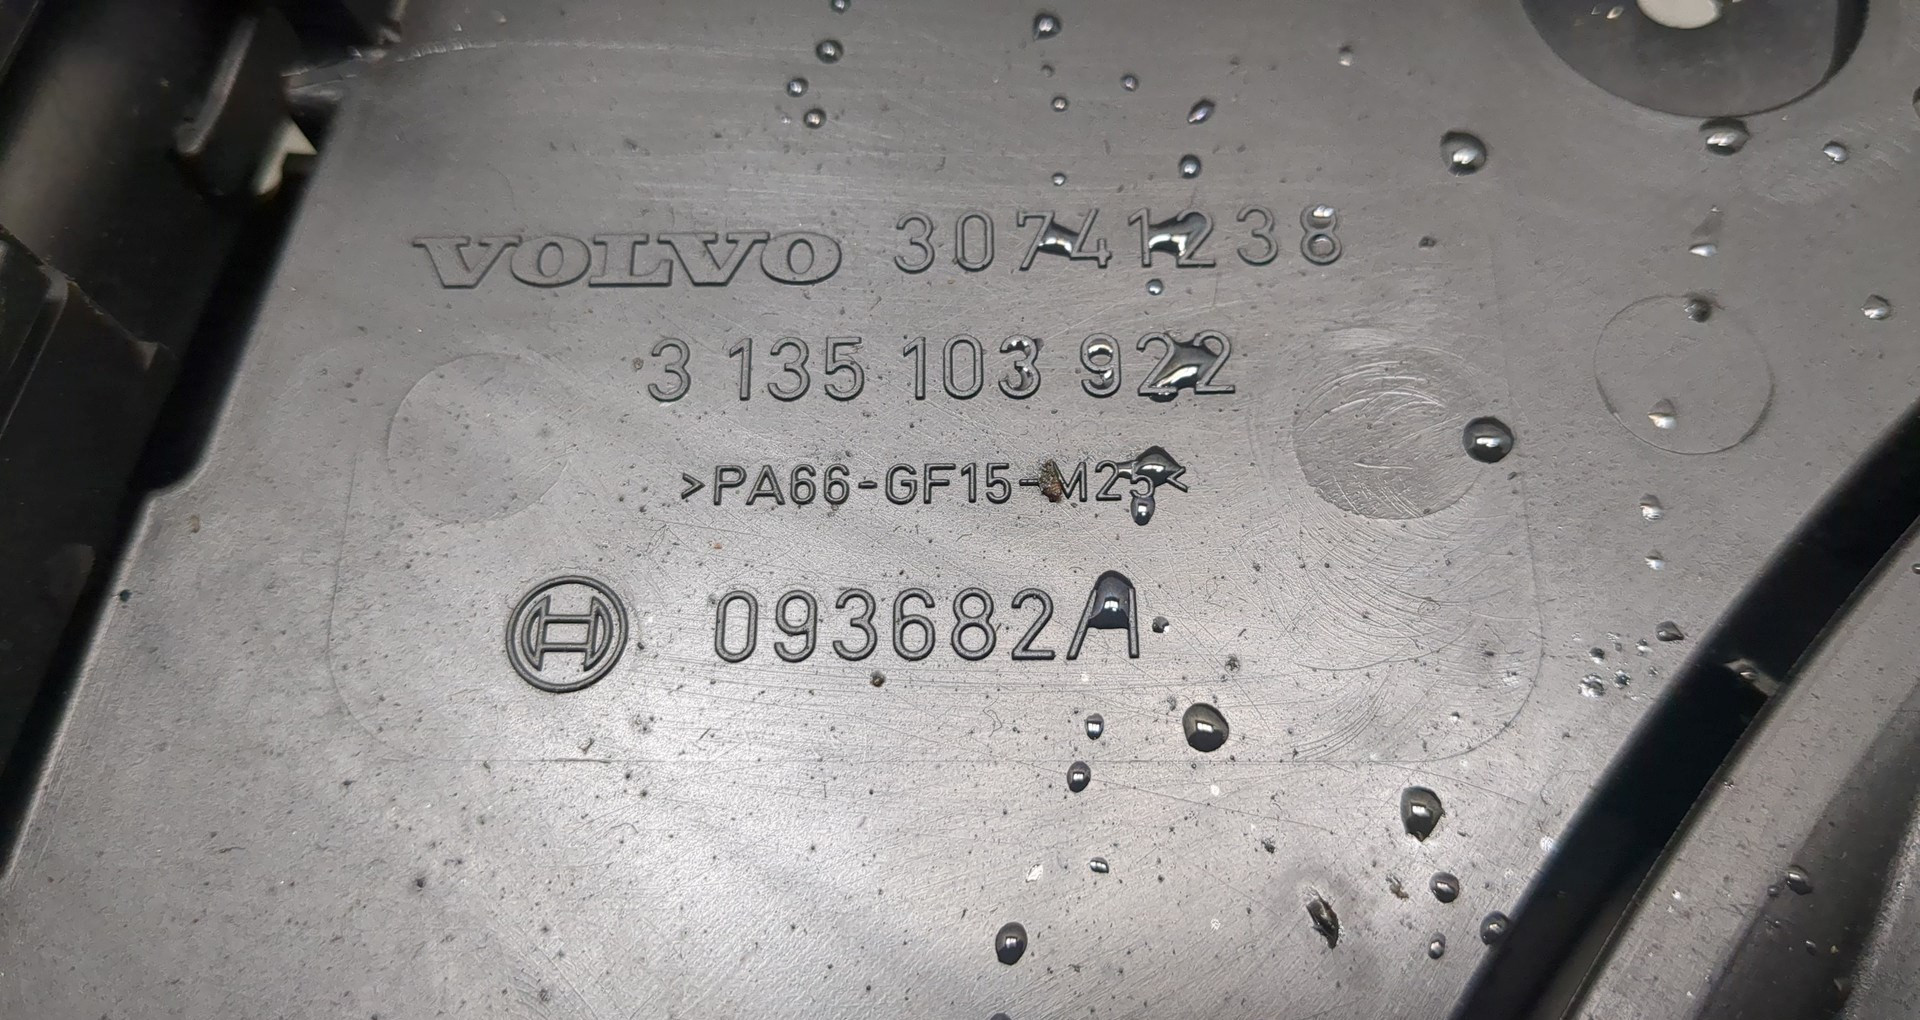 VOLVO 30741238
3 135 103 922
>PA66-GF15-M25<
093682A